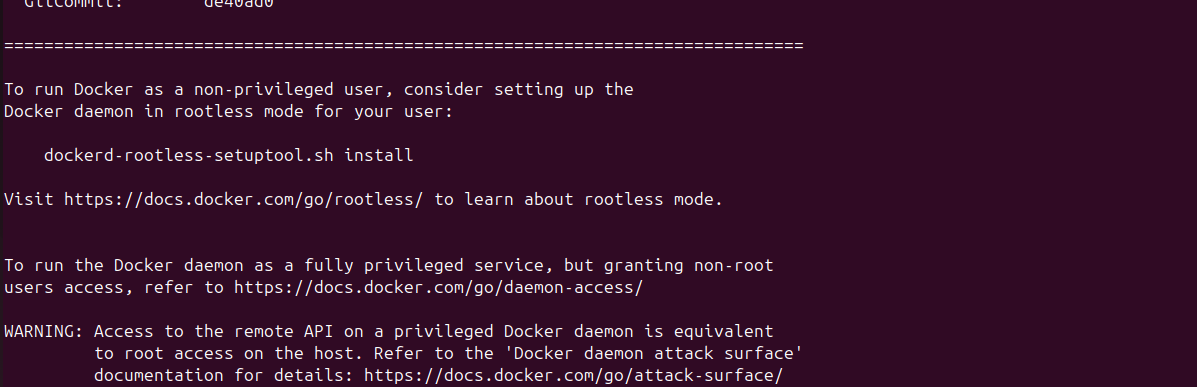 GitCommit: de40ad0
================================================================================
To run Docker as a non-privileged user, consider setting up the
Docker daemon in rootless mode for your user:
dockerd-rootless-setuptool.sh install
Visit https://docs.docker.com/go/rootless/ to learn about rootless mode.
To run the Docker daemon as a fully privileged service, but granting non-root
users access, refer to https://docs.docker.com/go/daemon-access/
WARNING: Access to the remote API on a privileged Docker daemon is equivalent
to root access on the host. Refer to the 'Docker daemon attack surface'
documentation for details: https://docs.docker.com/go/attack-surface/